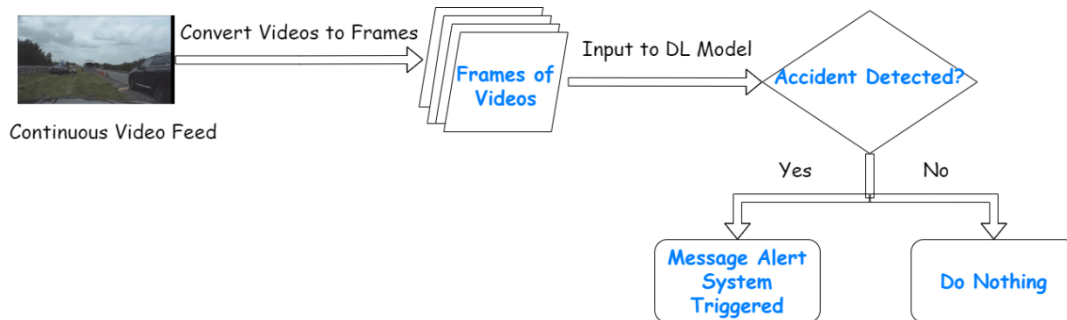 Convert Videos to Frames
Continuous Video Feed
Frames of
Videos
Input to DL Model
Accident Detected?
Yes
No
Message Alert
System
Triggered
Do Nothing